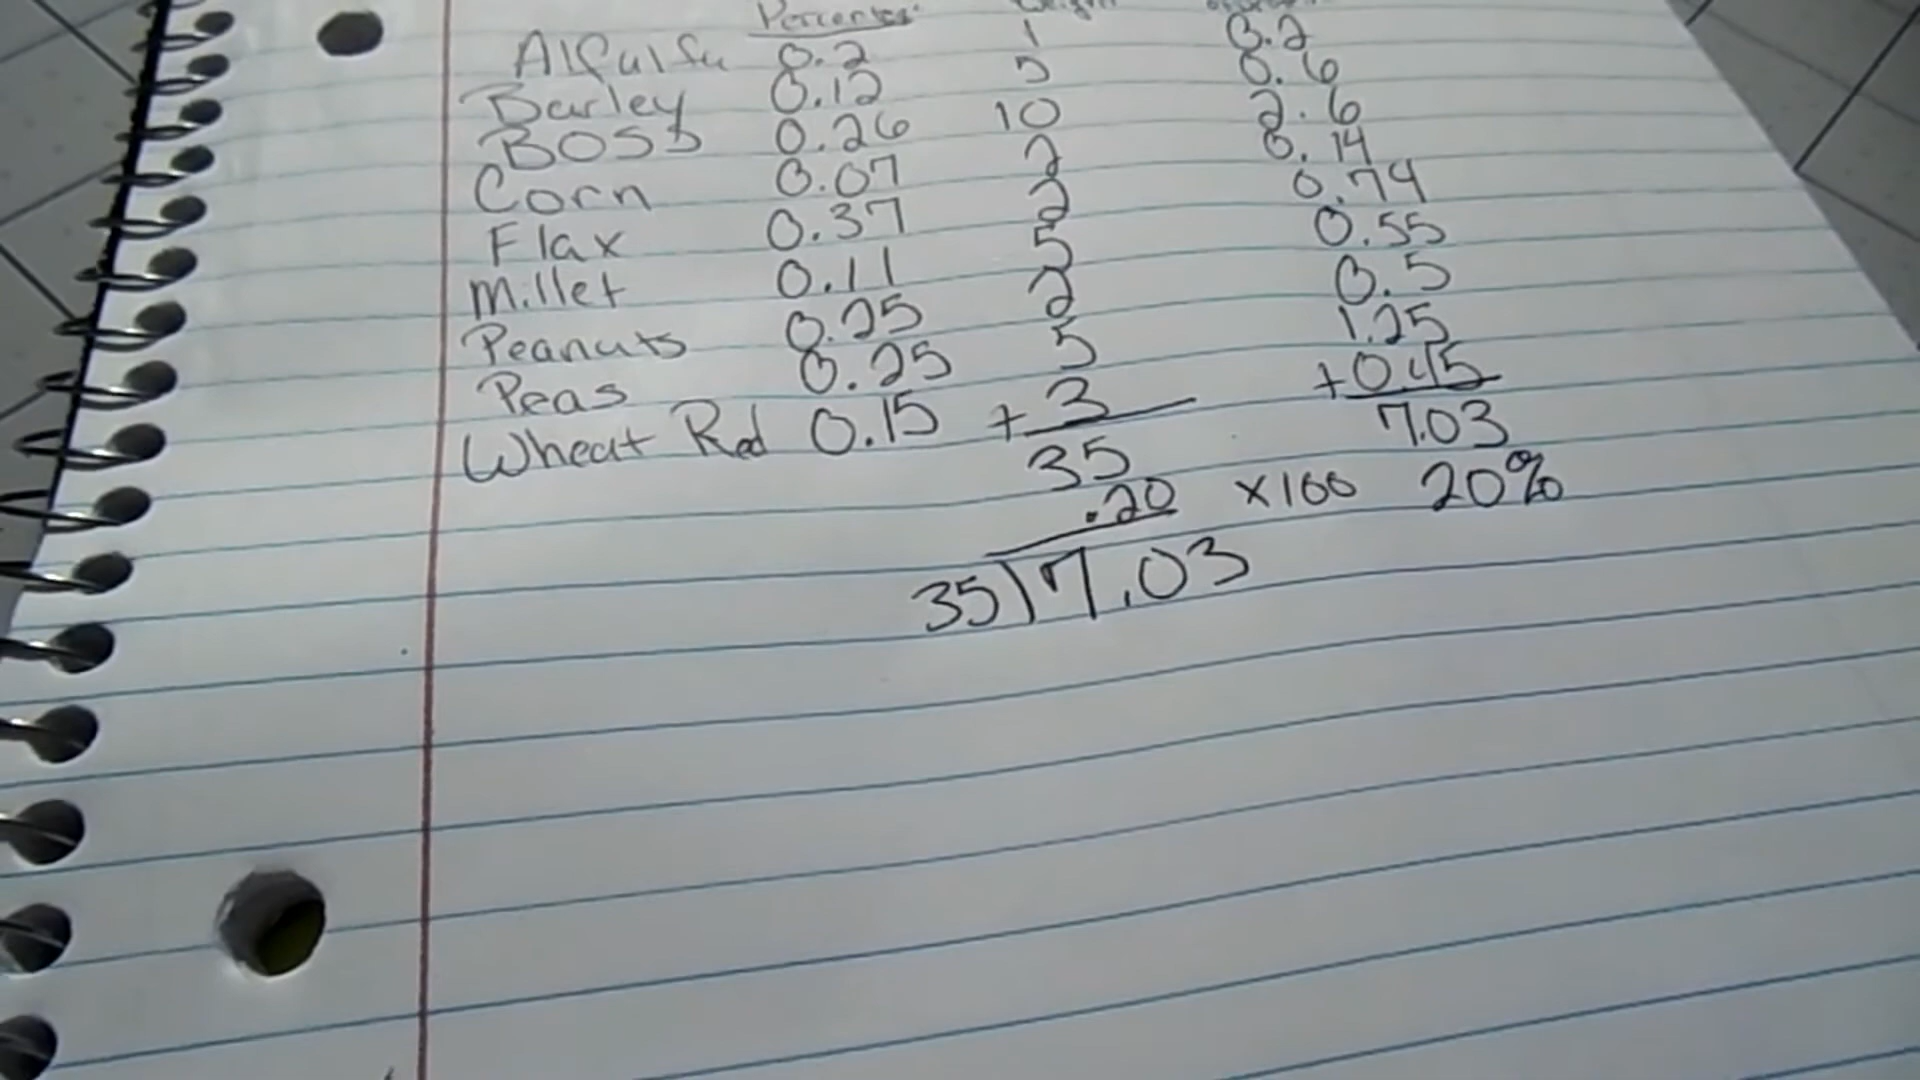 Percentage
Alfalfa 0.2 1 0.2
Barley 0.12 5 0.6
BOSS 0.26 10 2.6
Corn 0.07 2 0.14
Flax 0.37 2 0.74
Millet 0.11 5 0.55
Peanuts 0.25 2 0.5
Peas 0.25 5 1.25
Wheat Red 0.15 + 3 + 0.45
35 7.03
.20 x100 20%
35)7.03